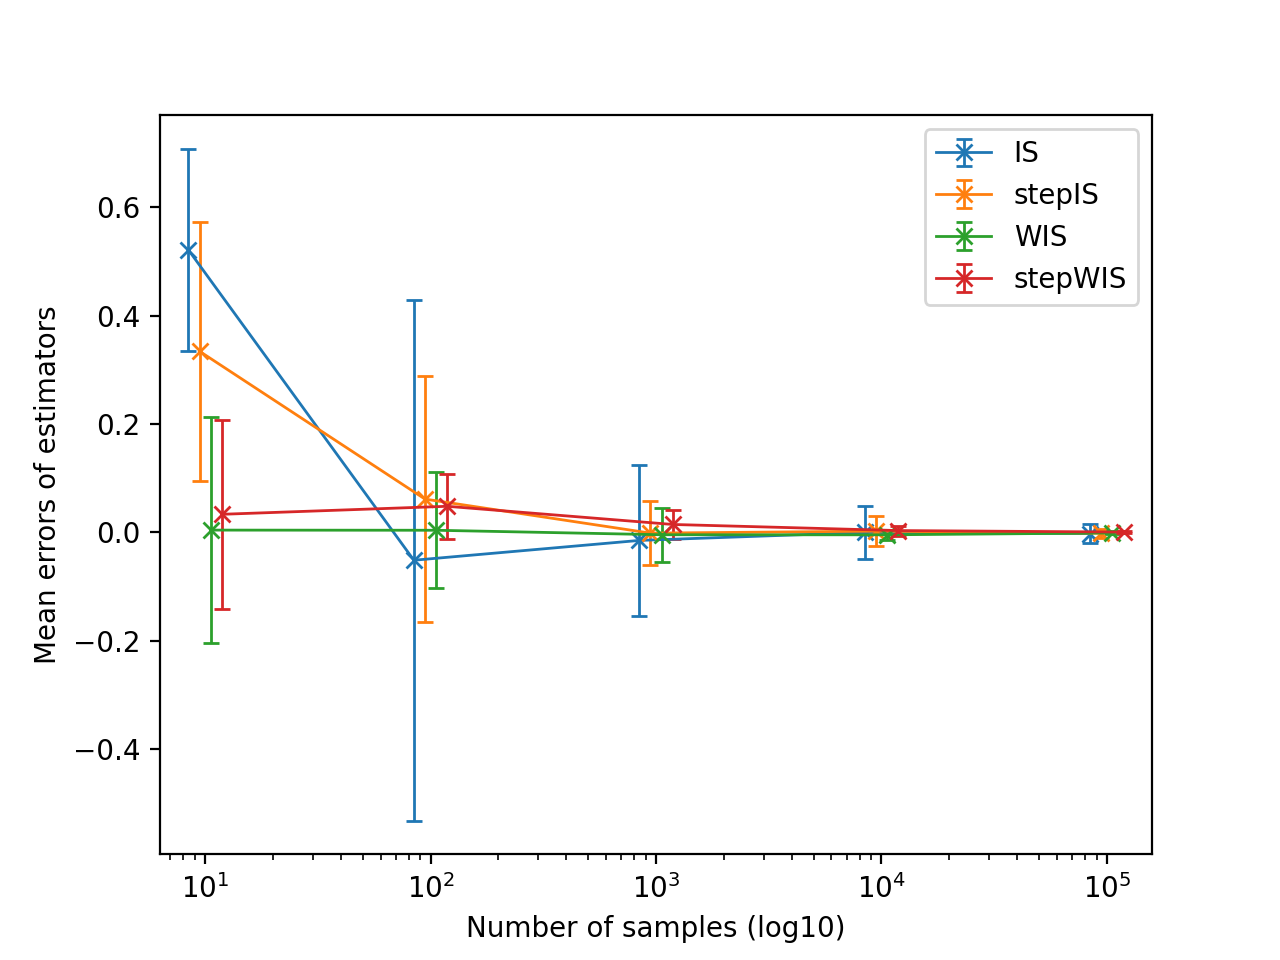 IS
stepIS
WIS
stepWIS
Mean errors of estimators
0.6
0.4
0.2
0.0
−0.2
−0.4
10¹ 10² 10³ 10⁴ 10⁵
Number of samples (log10)